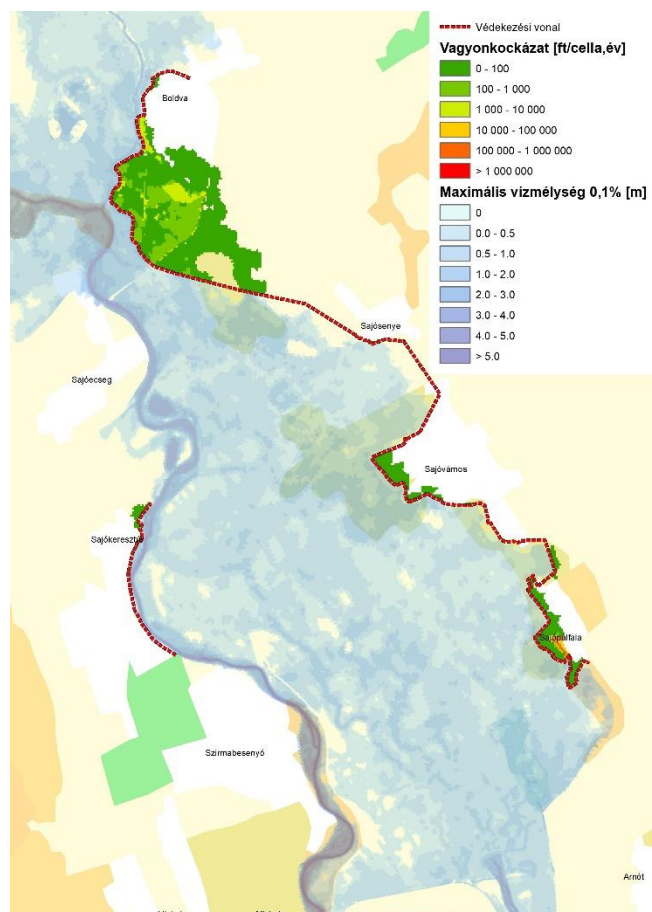 Védekezési vonal
Vagyonkockázat [ft/cella,év]
0 - 100
100 - 1 000
1 000 - 10 000
10 000 - 100 000
100 000 - 1 000 000
> 1 000 000
Maximális vízmélység 0,1% [m]
0
0.0 - 0.5
0.5 - 1.0
1.0 - 2.0
2.0 - 3.0
3.0 - 4.0
4.0 - 5.0
> 5.0
Boldva
Sajósenye
Sajóecseg
Sajóvámos
Sajókeresztúr
Sajópálfala
Szirmabesenyő
Arnót